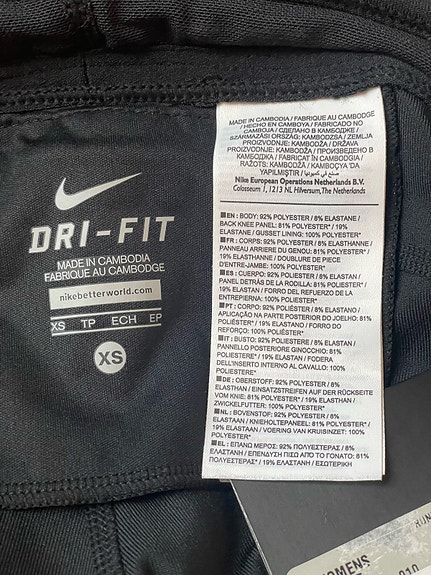 DRI-FIT
MADE IN CAMBODIA
FABRIQUE AU CAMBODGE
nikebetterworld.com
XS TP ECH EP
XS
MADE IN CAMBODIA / FABRIQUE AU CAMBODGE
/ HECHO EN CAMBOYA / FABRICADO NO
CAMBOJA / СДЕЛАНО В КАМБОДЖЕ /
SZÁRMAZÁSI ORSZÁG: KAMBODZSA / ZEMLJA
PROIZVODNJE: KAMBODŽA / DRŽAVA
PROIZVODNJE: KAMBODŽA / ПРОИЗВЕДЕНО В
КАМБОДЖА / FABRICAT ÎN CAMBODGIA /
RAŽOTS: KAMBODŽĀ / KAMBOÇYA'DA
YAPILMIŞTIR / صنع في كمبوديا
Nike European Operations Netherlands B.V.
Colosseum 1, 1213 NL Hilversum, The Netherlands
EN: BODY: 92% POLYESTER / 8% ELASTANE /
BACK KNEE PANEL: 81% POLYESTER* / 19%
ELASTANE / GUSSET LINING: 100% POLYESTER*
FR: CORPS: 92% POLYESTER / 8% ELASTHANNE /
PANNEAU ARRIERE DU GENOU: 81% POLYESTER*
/ 19% ELASTHANNE / DOUBLURE DE PIECE
D'ENTRE-JAMBE: 100% POLYESTER*
ES: CUERPO: 92% POLIESTER / 8% ELASTAN /
PANEL DETRÁS DE LA RODILLA: 81% POLIESTER*
/ 19% ELASTAN / FORRO DEL REFUERZO DE LA
ENTREPIERNA: 100% POLIESTER*
PT: CORPO: 92% POLIÉSTER / 8% ELASTANO /
APLICAÇÃO NA PARTE POSTERIOR DO JOELHO: 81%
POLIÉSTER* / 19% ELASTANO / FORRO DO
REFORÇO: 100% POLIÉSTER*
IT: BUSTO: 92% POLIESTERE / 8% ELASTAN /
PANNELLO POSTERIORE GINOCCHIO: 81%
POLIESTERE* / 19% ELASTAN / FODERA
DELL'INSERTO INTERNO AL CAVALLO: 100%
POLIESTERE*
DE: OBERSTOFF: 92% POLYESTER / 8%
ELASTHAN / EINSATZSTREIFEN AUF DER RÜCKSEITE
VOM KNIE: 81% POLYESTER* / 19% ELASTHAN /
ZWICKELFUTTER: 100% POLYESTER*
NL: BOVENSTOF: 92% POLYESTER / 8%
ELASTAAN / KNIEHOLTEPANEEL: 81% POLYESTER* /
19% ELASTAAN / VOERING VAN KRUISINZET: 100%
POLYESTER*
EL: ΕΠΑΝΩ ΜΕΡΟΣ: 92% ΠΟΛΥΕΣΤΕΡΑΣ / 8%
ΕΛΑΣΤΑΝΗ / ΕΠΕΝΔΥΣΗ ΠΙΣΩ ΑΠΟ ΤΟ ΓΟΝΑΤΟ: 81%
ΠΟΛΥΕΣΤΕΡΑΣ* / 19% ΕΛΑΣΤΑΝΗ / ΕΣΩΤΕΡΙΚΗ
RUN